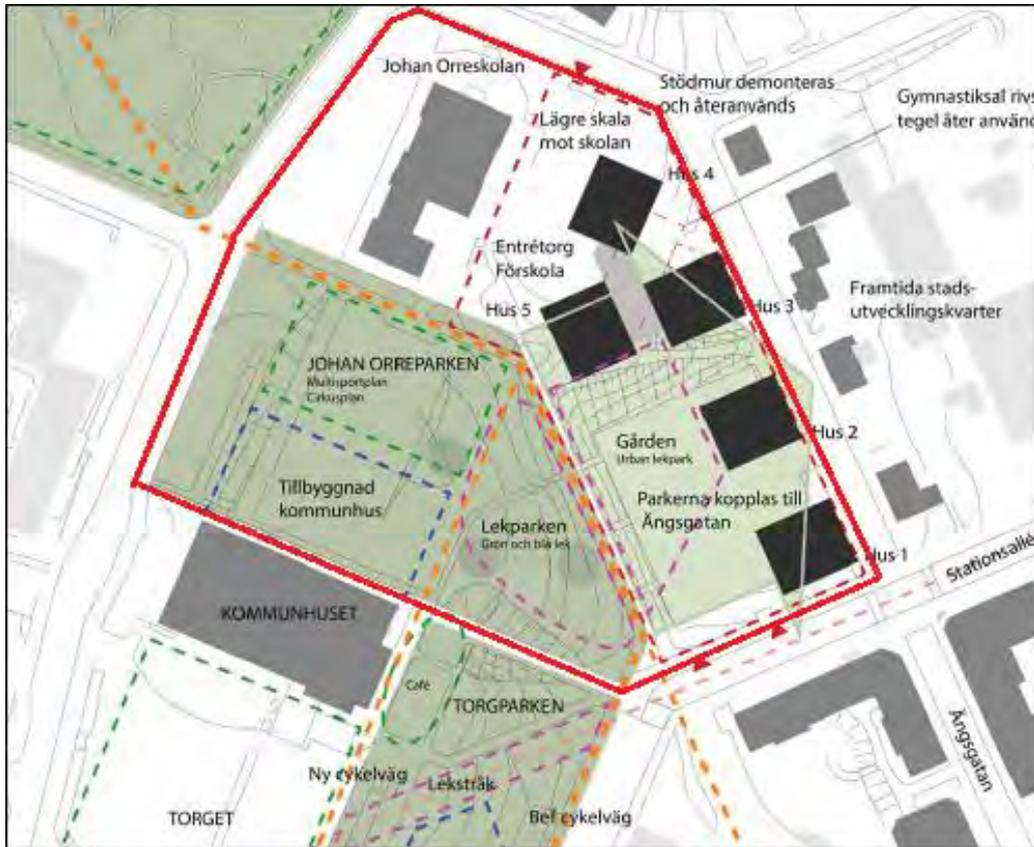 Johan Orreskolan
Stödmur demonteras
och återanvänds
Gymnastiksal rivs
tegel åter använd
Lägre skala
mot skolan
Hus 4
Entrétorg
Förskola
Hus 5
Hus 3
Framtida stads-
utvecklingskvarter
JOHAN ORREPARKEN
Multisportplan
Cirkusplan
Hus 2
Gården
Urban lekpark
Tillbyggnad
kommunhus
Parkerna kopplas till
Ängsgatan
Lekparken
Grön och blå lek
Hus 1
Stationsallé
KOMMUNHUSET
Café
TORGPARKEN
Ängsgatan
Ny cykelväg
Lekstråk
TORGET
Bef cykelväg